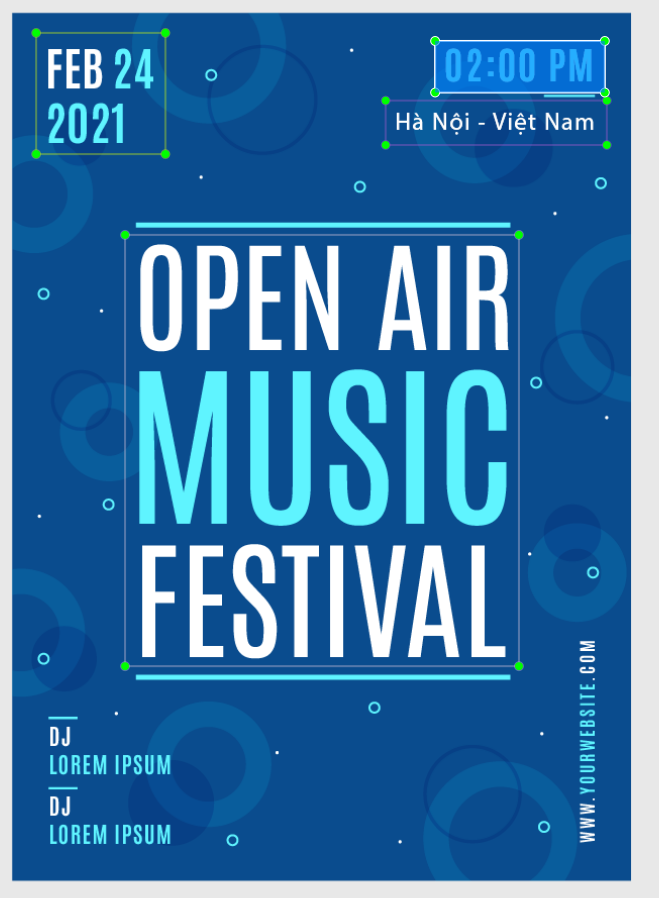 FEB 24
2021
02:00 PM
Hà Nội - Việt Nam
OPEN AIR
MUSIC
FESTIVAL
DJ
LOREM IPSUM
DJ
LOREM IPSUM
WWW.YOURWEBSITE.COM